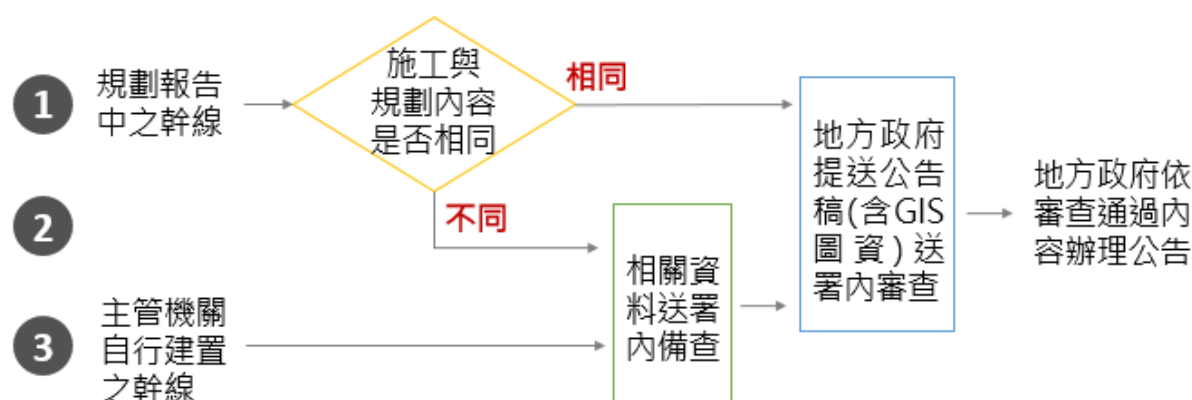 1
規劃報告
中之幹線
施工與
規劃內容
是否相同
相同
不同
2
3
主管機關
自行建置
之幹線
相關資
料送署
內備查
地方政府
提送公告
稿(含GIS
圖資)送
署內審查
地方政府依
審查通過內
容辦理公告